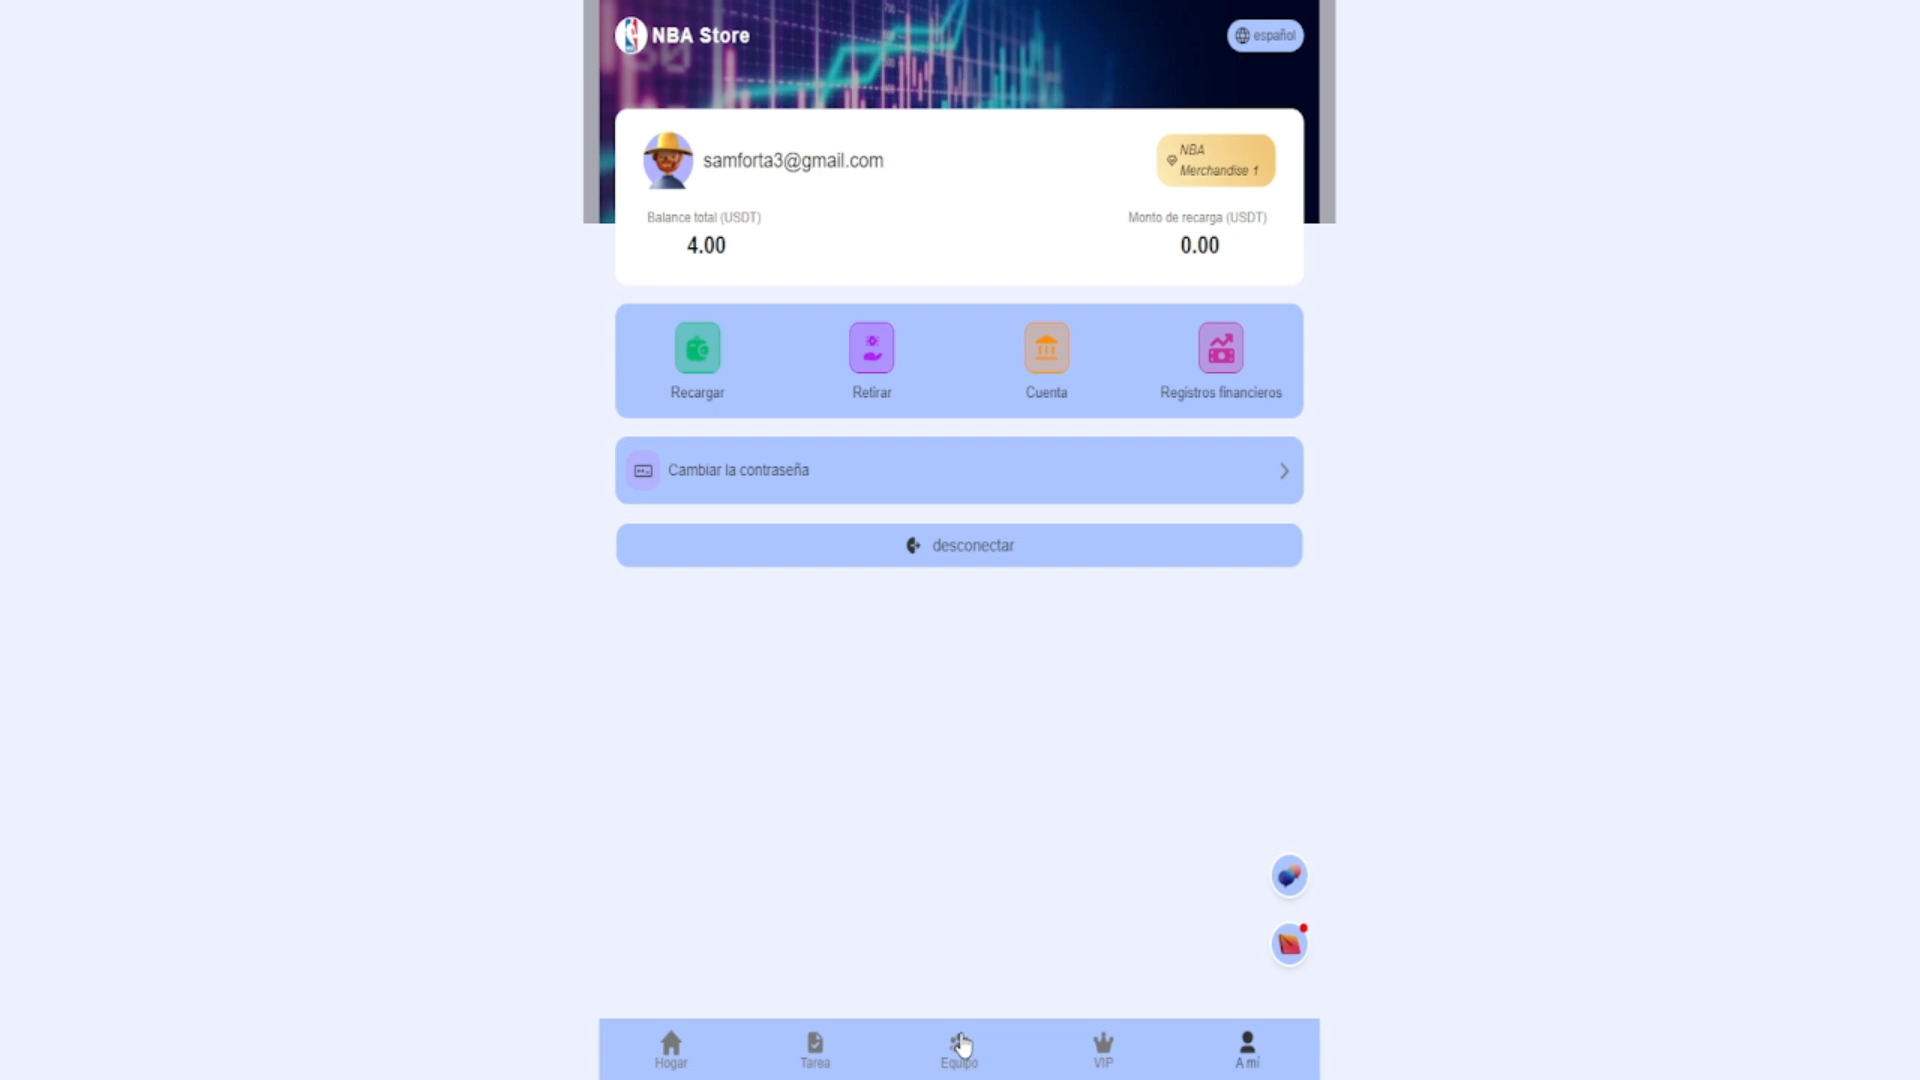 NBA Store
español
samforta3@gmail.com
NBA
Merchandise 1
Balance total (USDT)
Monto de recarga (USDT)
4.00
0.00
Recargar
Retirar
Cuenta
Registros financieros
Cambiar la contraseña
desconectar
Hogar
Tarea
Equipo
VIP
A mí